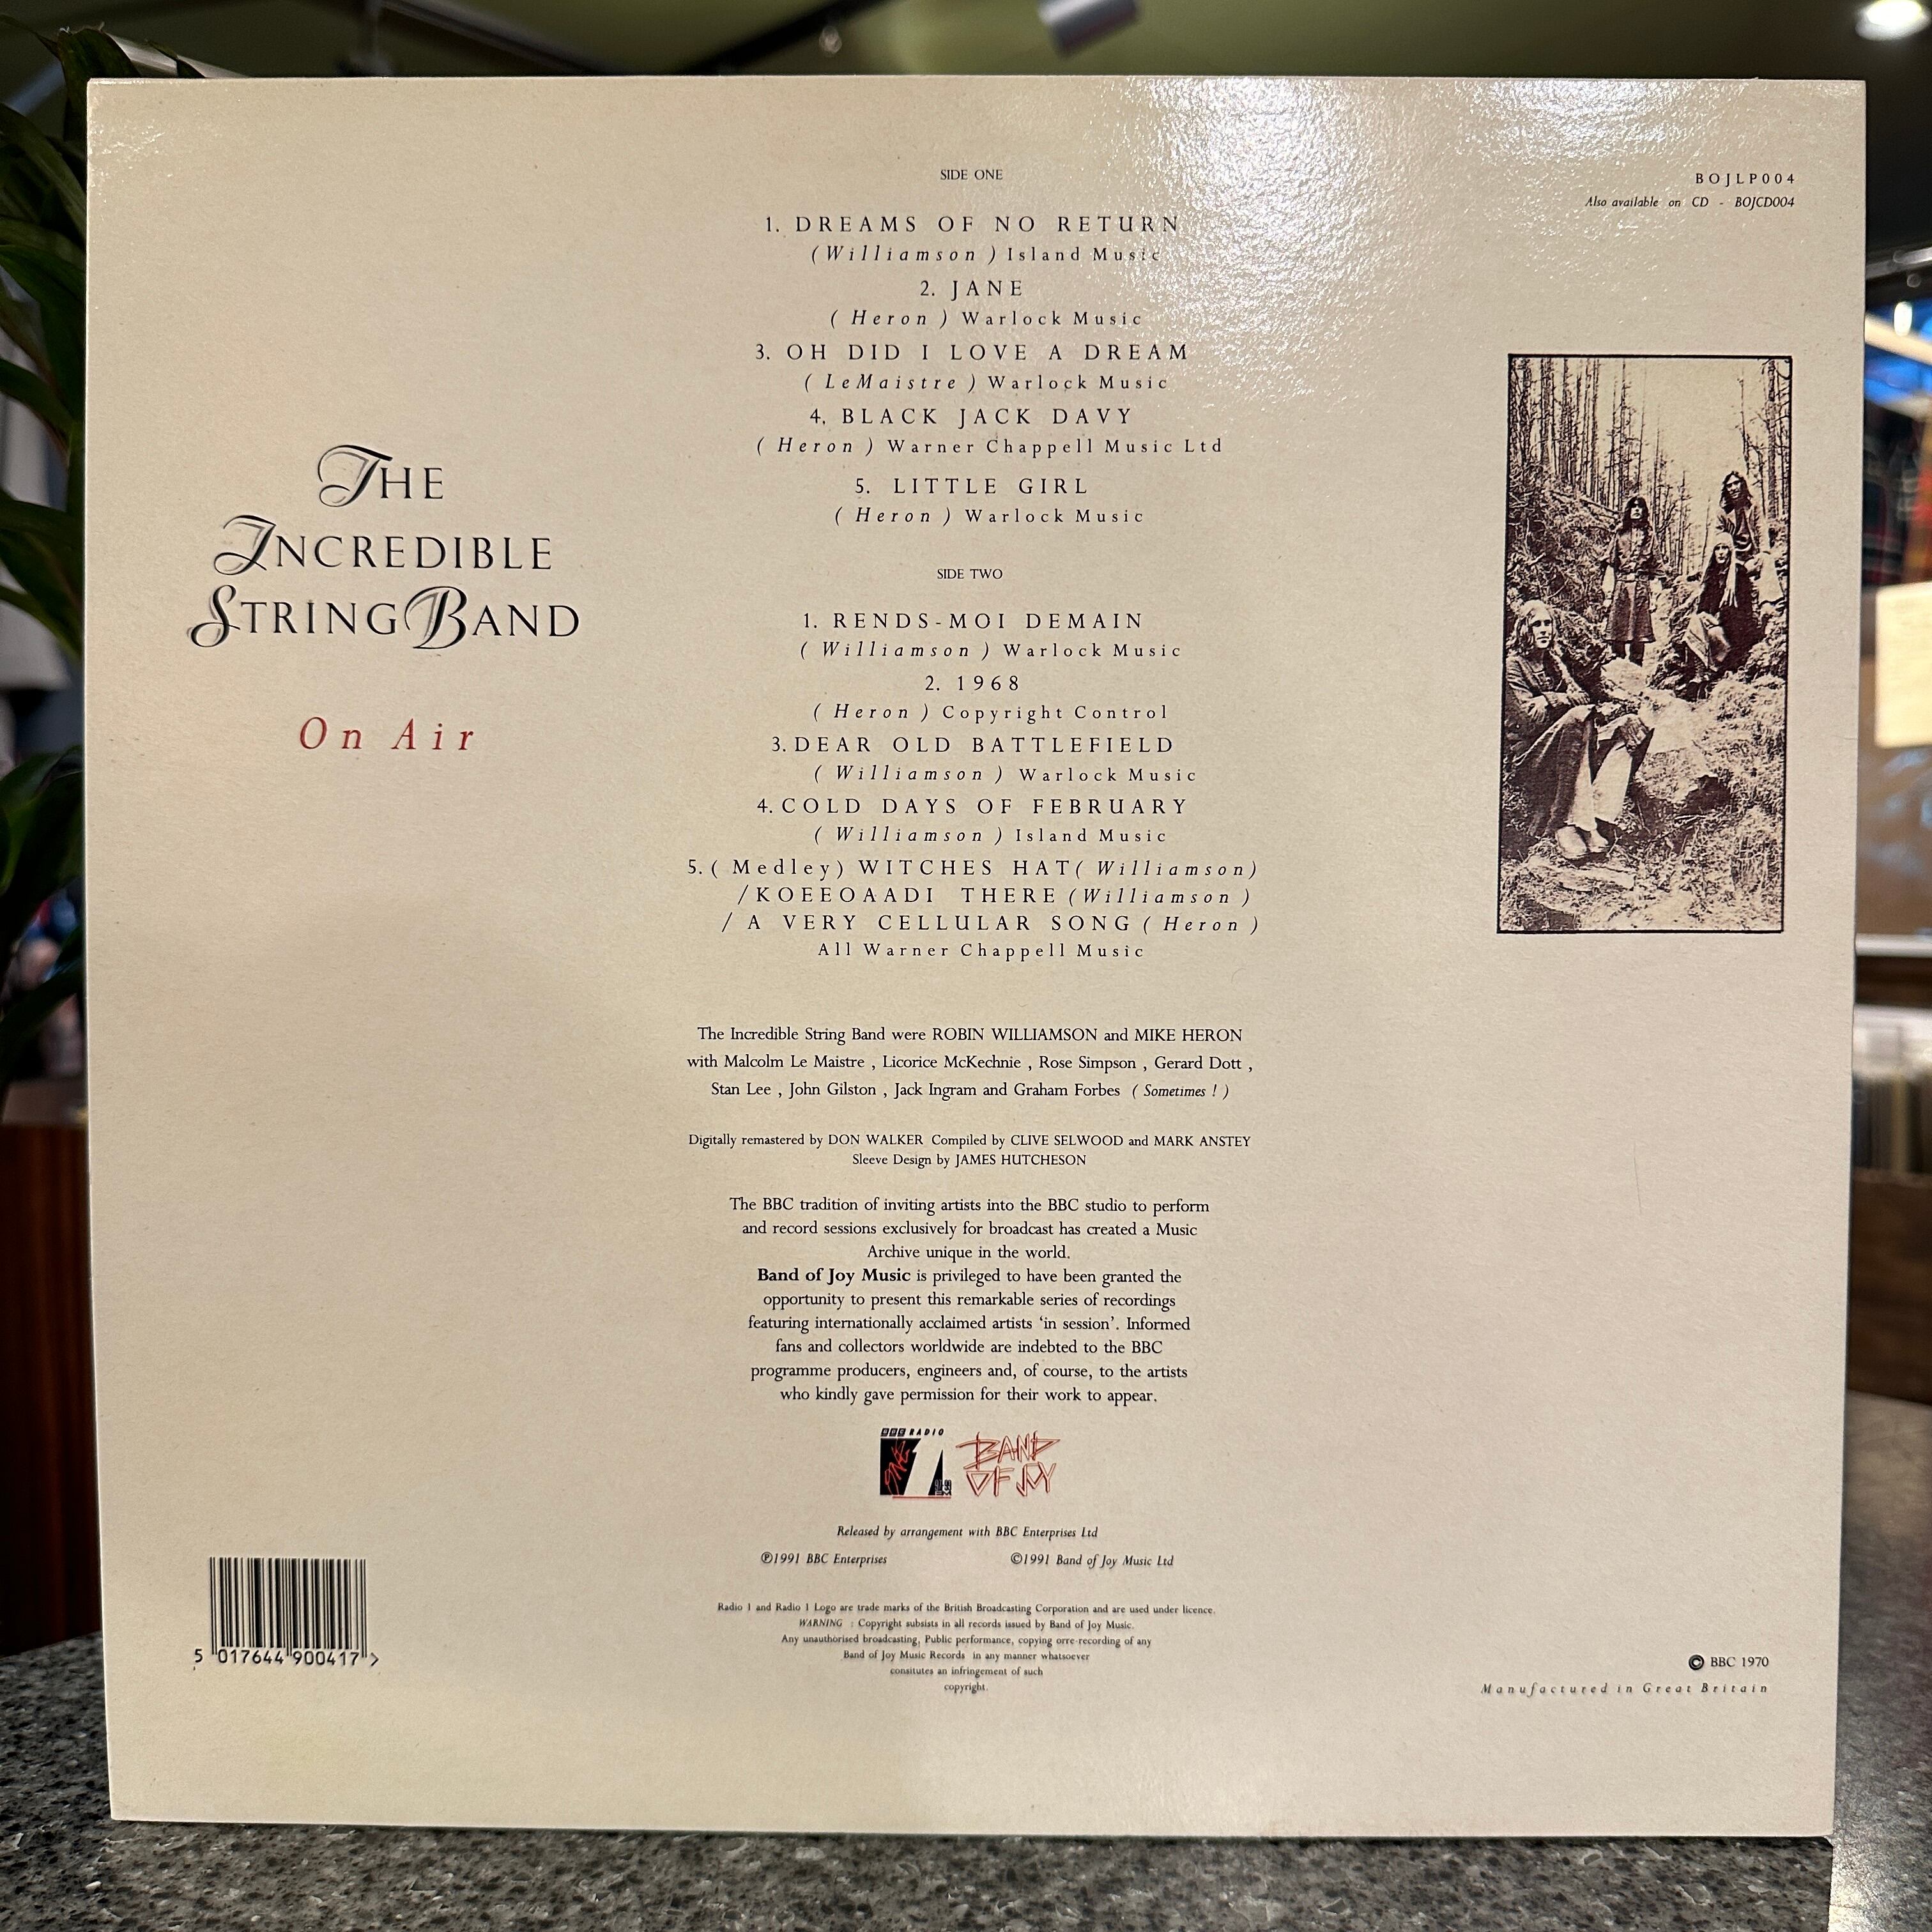 SIDE ONE
1. DREAMS OF NO RETURN
(Williamson) Island Music
2. JANE
(Heron) Warlock Music
3. OH DID I LOVE A DREAM
(LeMaistre) Warlock Music
4, BLACK JACK DAVY
(Heron) Warner Chappell Music Ltd
5. LITTLE GIRL
(Heron) Warlock Music
SIDE TWO
1. RENDS-MOI DEMAIN
(Williamson) Warlock Music
2. 1968
(Heron) Copyright Control
3. DEAR OLD BATTLEFIELD
(Williamson) Warlock Music
4. COLD DAYS OF FEBRUARY
(Williamson) Island Music
5. (Medley) WITCHES HAT (Williamson)
/KOEEOAADI THERE (Williamson)
/ A VERY CELLULAR SONG (Heron)
All Warner Chappell Music
BOJLP004
Also available on CD - BOJCD004
THE
INCREDIBLE
STRING BAND
On Air
The Incredible String Band were ROBIN WILLIAMSON and MIKE HERON
with Malcolm Le Maistre , Licorice McKechnie , Rose Simpson , Gerard Dott ,
Stan Lee , John Gilston , Jack Ingram and Graham Forbes ( Sometimes ! )
Digitally remastered by DON WALKER Compiled by CLIVE SELWOOD and MARK ANSTEY
Sleeve Design by JAMES HUTCHESON
The BBC tradition of inviting artists into the BBC studio to perform
and record sessions exclusively for broadcast has created a Music
Archive unique in the world.
Band of Joy Music is privileged to have been granted the
opportunity to present this remarkable series of recordings
featuring internationally acclaimed artists ‘in session’. Informed
fans and collectors worldwide are indebted to the BBC
programme producers, engineers and, of course, to the artists
who kindly gave permission for their work to appear.
BBC RADIO
ONE 1
BAND
OF JOY
Released by arrangement with BBC Enterprises Ltd
℗1991 BBC Enterprises ©1991 Band of Joy Music Ltd
Radio 1 and Radio 1 Logo are trade marks of the British Broadcasting Corporation and are used under licence.
WARNING : Copyright subsists in all records issued by Band of Joy Music.
Any unauthorised broadcasting, Public performance, copying orre-recording of any
Band of Joy Music Records in any manner whatsoever
consitutes an infringement of such
copyright.
5 017644 900417 >
© BBC 1970
Manufactured in Great Britain